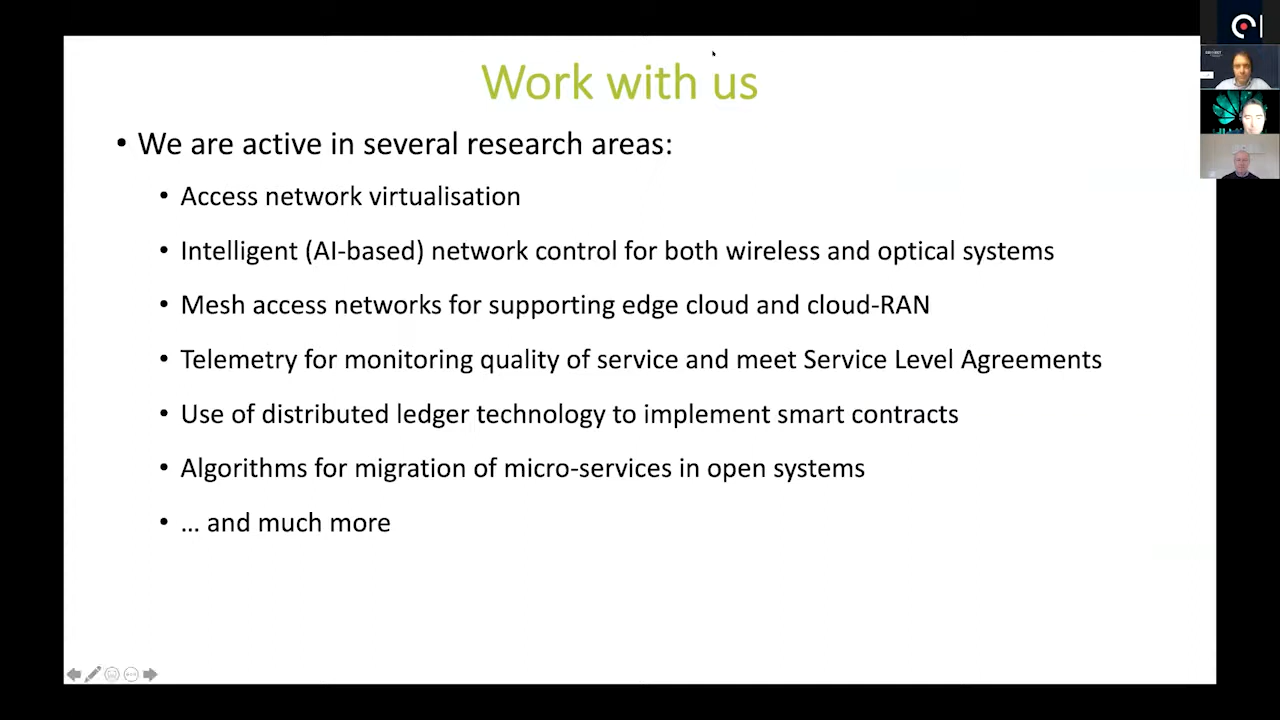 Work with us
• We are active in several research areas:
• Access network virtualisation
• Intelligent (AI-based) network control for both wireless and optical systems
• Mesh access networks for supporting edge cloud and cloud-RAN
• Telemetry for monitoring quality of service and meet Service Level Agreements
• Use of distributed ledger technology to implement smart contracts
• Algorithms for migration of micro-services in open systems
• ... and much more